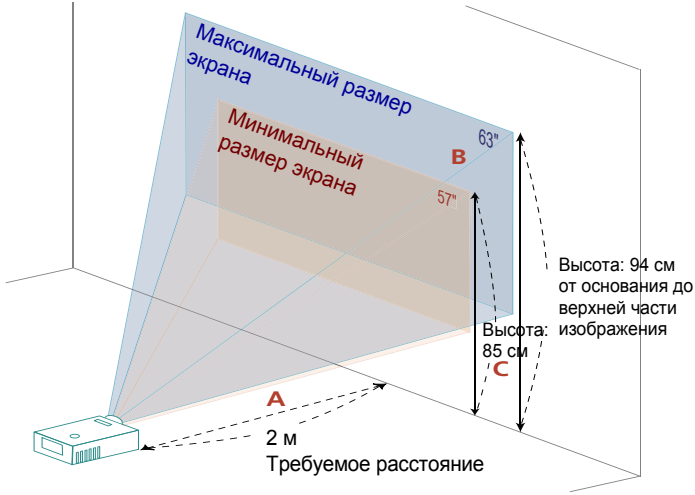 Максимальный размер
экрана
63"
B
Минимальный
размер экрана
57"
Высота: 94 см
от основания до
верхней части
изображения
Высота:
85 см
C
A
2 м
Требуемое расстояние